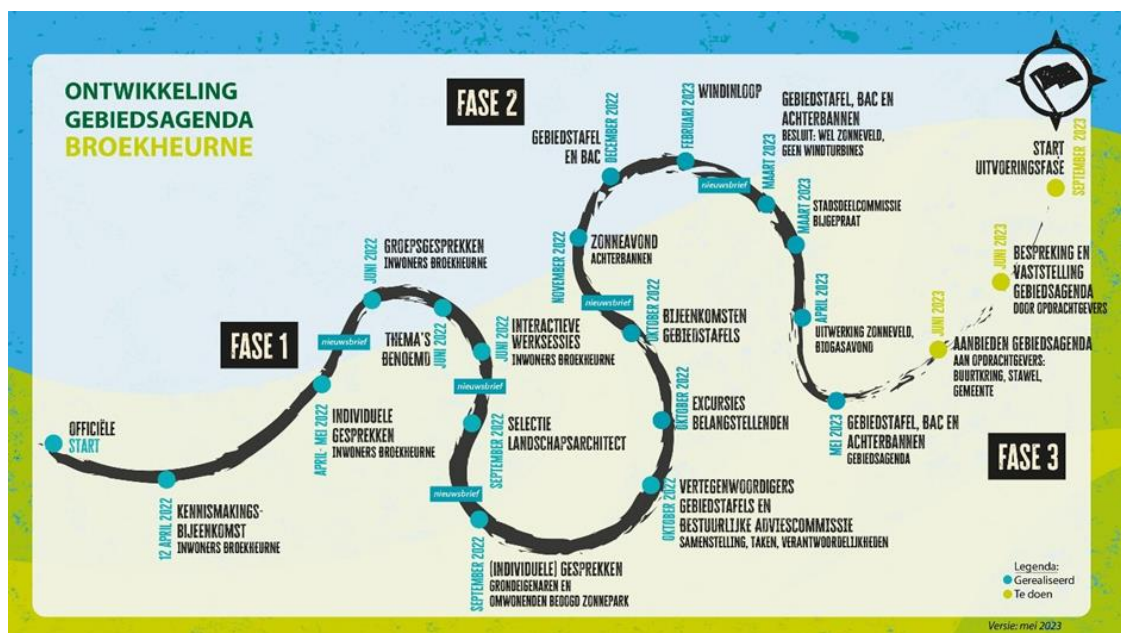 ONTWIKKELING
GEBIEDSAGENDA
BROEKHEURNE
FASE 1
OFFICIËLE
START
12 APRIL 2022
KENNISMAKINGS-
BIJEENKOMST
INWONERS BROEKHEURNE
APRIL- MEI 2022
INDIVIDUELE
GESPREKKEN
INWONERS BROEKHEURNE
nieuwsbrief
JUNI 2022
GROEPSGESPREKKEN
INWONERS BROEKHEURNE
THEMA'S
BENOEMD
JUNI 2022
JUNI 2022
INTERACTIEVE
WERKSESSIES
INWONERS BROEKHEURNE
nieuwsbrief
SEPTEMBER 2022
SELECTIE
LANDSCHAPSARCHITECT
nieuwsbrief
SEPTEMBER 2022
(INDIVIDUELE) GESPREKKEN
GRONDEIGENAREN EN
OMWONENDEN BEOOGD ZONNEPARK
FASE 2
OKTOBER 2022
VERTEGENWOORDIGERS
GEBIEDSTAFELS EN
BESTUURLIJKE ADVIESCOMMISSIE
SAMENSTELLING, TAKEN, VERANTWOORDELIJKHEDEN
OKTOBER 2022
EXCURSIES
BELANGSTELLENDEN
OKTOBER 2022
BIJEENKOMSTEN
GEBIEDSTAFELS
nieuwsbrief
NOVEMBER 2022
ZONNEAVOND
ACHTERBANNEN
GEBIEDSTAFEL
EN BAC
DECEMBER 2022
FEBRUARI 2023
WINDINLOOP
nieuwsbrief
MAART 2023
GEBIEDSTAFEL, BAC EN
ACHTERBANNEN
BESLUIT: WEL ZONNEVELD,
GEEN WINDTURBINES
MAART 2023
STADSDEELCOMMISSIE
BIJGEPRAAT
APRIL 2023
UITWERKING ZONNEVELD,
BIOGASAVOND
MEI 2023
GEBIEDSTAFEL, BAC EN
ACHTERBANNEN
GEBIEDSAGENDA
FASE 3
JUNI 2023
AANBIEDEN GEBIEDSAGENDA
AAN OPDRACHTGEVERS:
BUURTKRING, STAWEL,
GEMEENTE
JUNI 2023
BESPREKING EN
VASTSTELLING
GEBIEDSAGENDA
DOOR OPDRACHTGEVERS
START
UITVOERINGSFASE
SEPTEMBER 2023
Legenda:
Gerealiseerd
Te doen
Versie: mei 2023